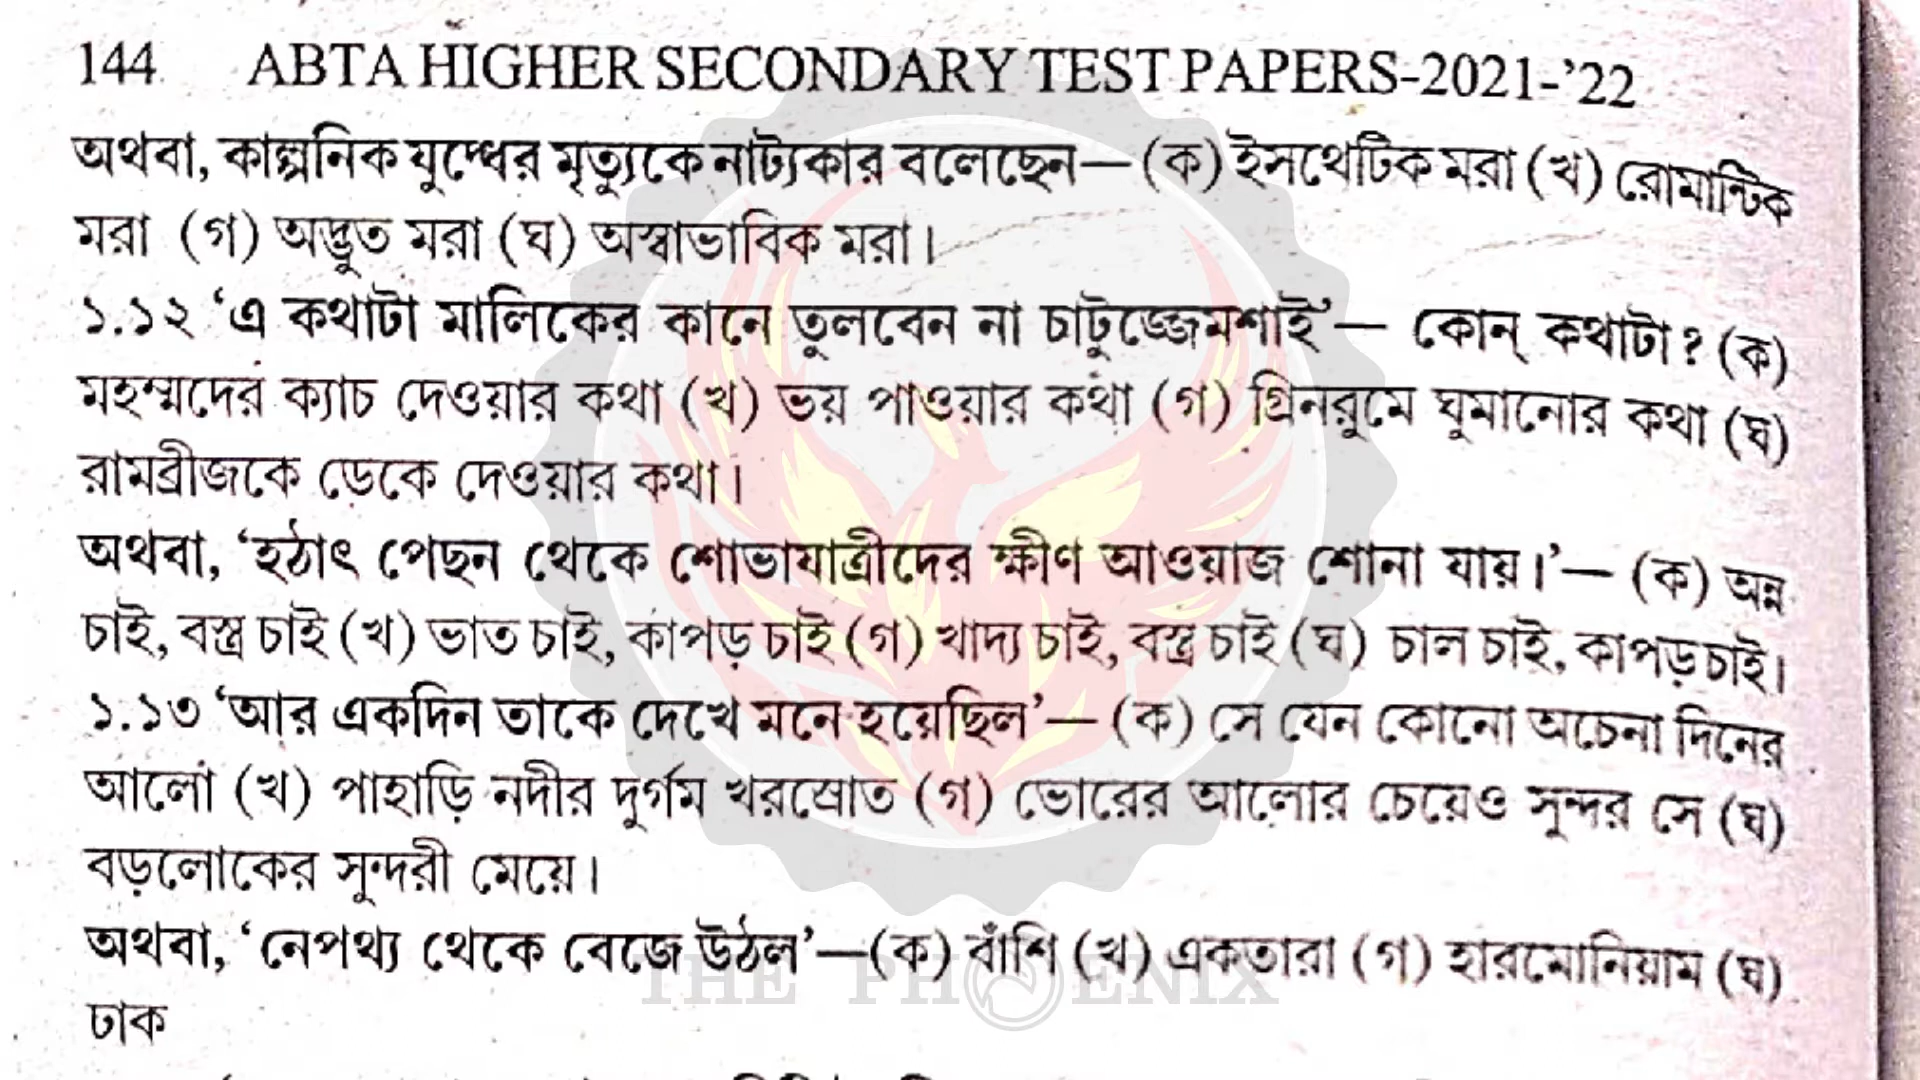 144 ABTA HIGHER SECONDARY TEST PAPERS-2021-'22
অথবা, কাল্পনিক যুদ্ধের মৃত্যুকে নাট্যকার বলেছেন— (ক) ইসথেটিক মরা (খ) রোমান্টিক
মরা (গ) অদ্ভুত মরা (ঘ) অস্বাভাবিক মরা।
১.১২ ‘এ কথাটা মালিকের কানে তুলবেন না চাটুজ্জেমশাই’— কোন্ কথাটা? (ক)
মহম্মদের ক্যাচ দেওয়ার কথা (খ) ভয় পাওয়ার কথা (গ) গ্রিনরুমে ঘুমানোর কথা (ঘ)
রামব্রীজকে ডেকে দেওয়ার কথা।
অথবা, ‘হঠাৎ পেছন থেকে শোভাযাত্রীদের ক্ষীণ আওয়াজ শোনা যায়।’— (ক) অন্ন
চাই, বস্ত্র চাই (খ) ভাত চাই, কাপড় চাই (গ) খাদ্য চাই, বস্ত্র চাই (ঘ) চাল চাই, কাপড় চাই।
১.১৩ ‘আর একদিন তাকে দেখে মনে হয়েছিল’— (ক) সে যেন কোনো অচেনা দিনের
আলো (খ) পাহাড়ি নদীর দুর্গম খরস্রোত (গ) ভোরের আলোর চেয়েও সুন্দর সে (ঘ)
বড়লোকের সুন্দরী মেয়ে।
অথবা, ‘নেপথ্য থেকে বেজে উঠল’—(ক) বাঁশি (খ) একতারা (গ) হারমোনিয়াম (ঘ)
THE PHOENIX
ঢাক